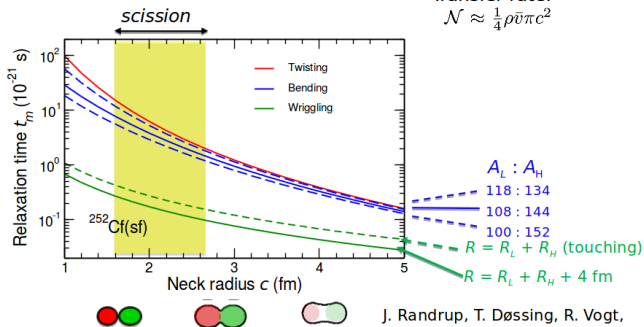 Transfer rate:
𝒩 ≈ ¼ρv̄πc²
scission
Relaxation time tₘ (10⁻²¹ s)
10²
10¹
10⁰
10⁻¹
Twisting
Bending
Wriggling
²⁵²Cf(sf)
1 2 3 4 5
Neck radius c (fm)
A_L : A_H
118 : 134
108 : 144
100 : 152
R = R_L + R_H (touching)
R = R_L + R_H + 4 fm
J. Randrup, T. Døssing, R. Vogt,